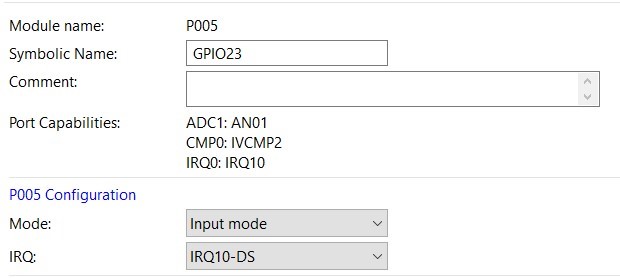 Module name: P005
Symbolic Name: GPIO23
Comment:
Port Capabilities: ADC1: AN01
CMP0: IVCMP2
IRQ0: IRQ10
P005 Configuration
Mode: Input mode
IRQ: IRQ10-DS